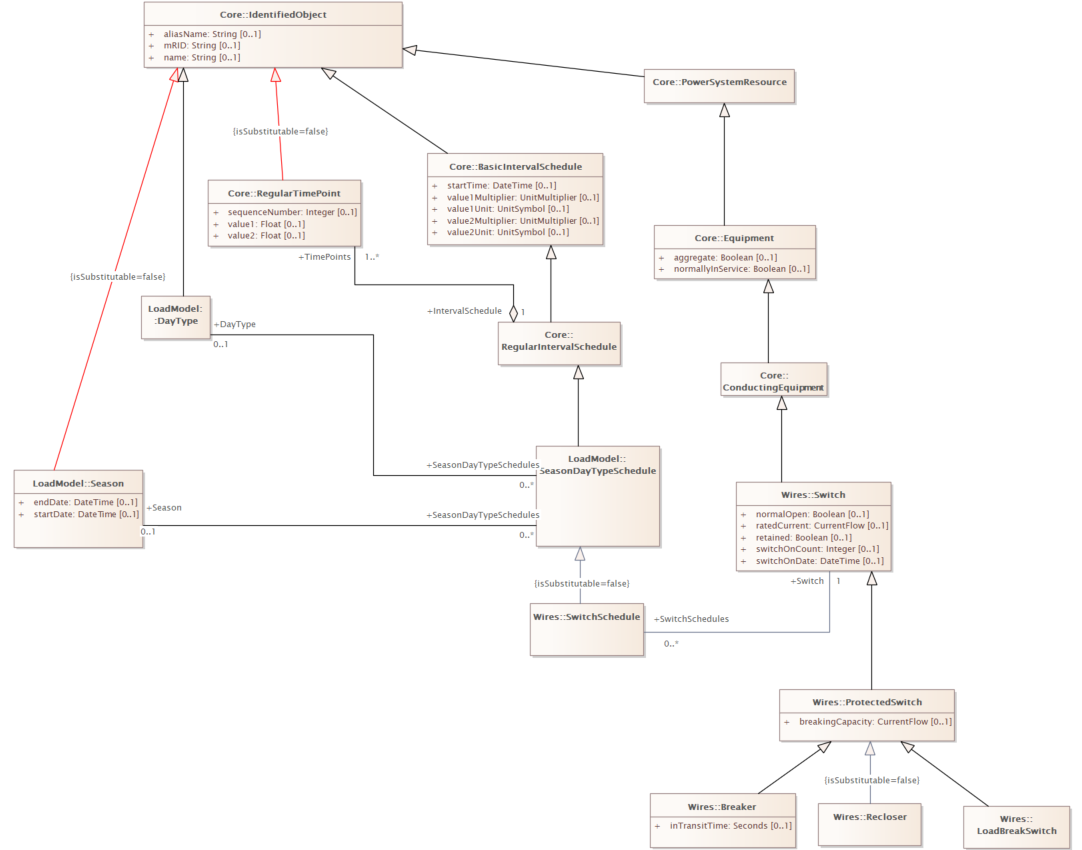 Core::IdentifiedObject
+ aliasName: String [0..1]
+ mRID: String [0..1]
+ name: String [0..1]
Core::PowerSystemResource
{isSubstitutable=false}
Core::BasicIntervalSchedule
+ startTime: DateTime [0..1]
+ value1Multiplier: UnitMultiplier [0..1]
+ value1Unit: UnitSymbol [0..1]
+ value2Multiplier: UnitMultiplier [0..1]
+ value2Unit: UnitSymbol [0..1]
Core::RegularTimePoint
+ sequenceNumber: Integer [0..1]
+ value1: Float [0..1]
+ value2: Float [0..1]
Core::Equipment
+ aggregate: Boolean [0..1]
+ normallyInService: Boolean [0..1]
+TimePoints 1..*
{isSubstitutable=false}
LoadModel:
:DayType
+DayType
0..1
+IntervalSchedule 1
Core::
RegularIntervalSchedule
Core::
ConductingEquipment
LoadModel::
SeasonDayTypeSchedule
+SeasonDayTypeSchedules
0..*
LoadModel::Season
+ endDate: DateTime [0..1]
+ startDate: DateTime [0..1]
+Season
0..1
+SeasonDayTypeSchedules
0..*
Wires::Switch
+ normalOpen: Boolean [0..1]
+ ratedCurrent: CurrentFlow [0..1]
+ retained: Boolean [0..1]
+ switchOnCount: Integer [0..1]
+ switchOnDate: DateTime [0..1]
+Switch 1
{isSubstitutable=false}
Wires::SwitchSchedule
+SwitchSchedules
0..*
Wires::ProtectedSwitch
+ breakingCapacity: CurrentFlow [0..1]
{isSubstitutable=false}
Wires::Breaker
+ inTransitTime: Seconds [0..1]
Wires::Recloser
Wires::
LoadBreakSwitch